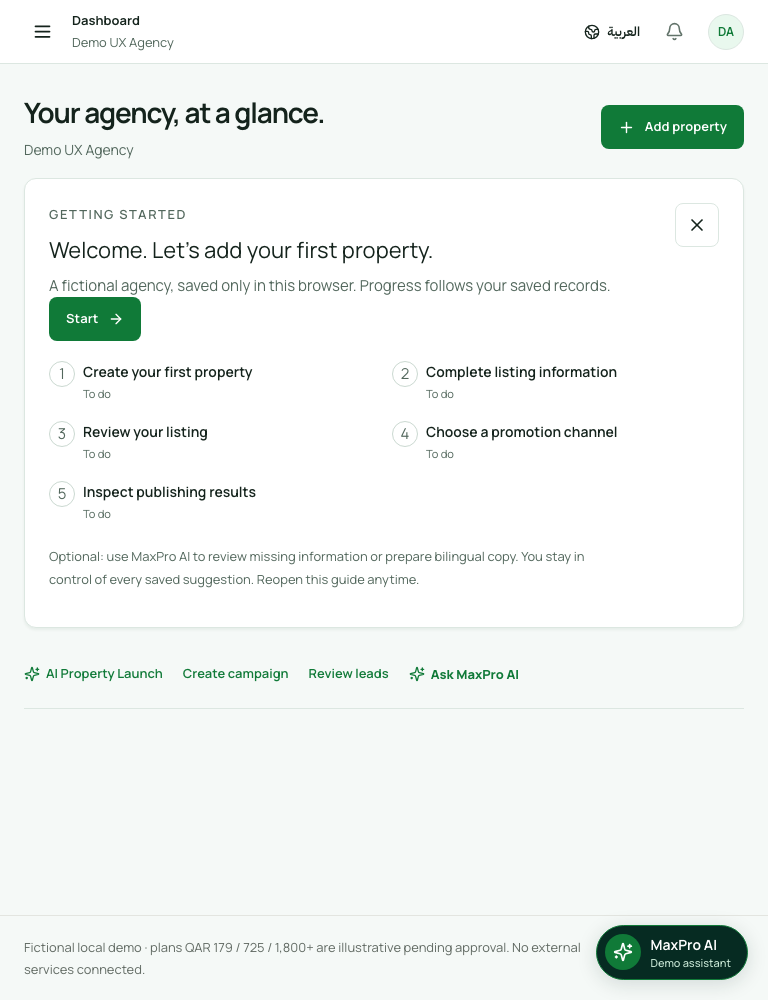 Dashboard
Demo UX Agency
العربية
DA
Your agency, at a glance.
Demo UX Agency
Add property
GETTING STARTED
Welcome. Let's add your first property.
A fictional agency, saved only in this browser. Progress follows your saved records.
Start
1 Create your first property
To do
2 Complete listing information
To do
3 Review your listing
To do
4 Choose a promotion channel
To do
5 Inspect publishing results
To do
Optional: use MaxPro AI to review missing information or prepare bilingual copy. You stay in
control of every saved suggestion. Reopen this guide anytime.
AI Property Launch Create campaign Review leads Ask MaxPro AI
Fictional local demo · plans QAR 179 / 725 / 1,800+ are illustrative pending approval. No external
services connected.
MaxPro AI
Demo assistant